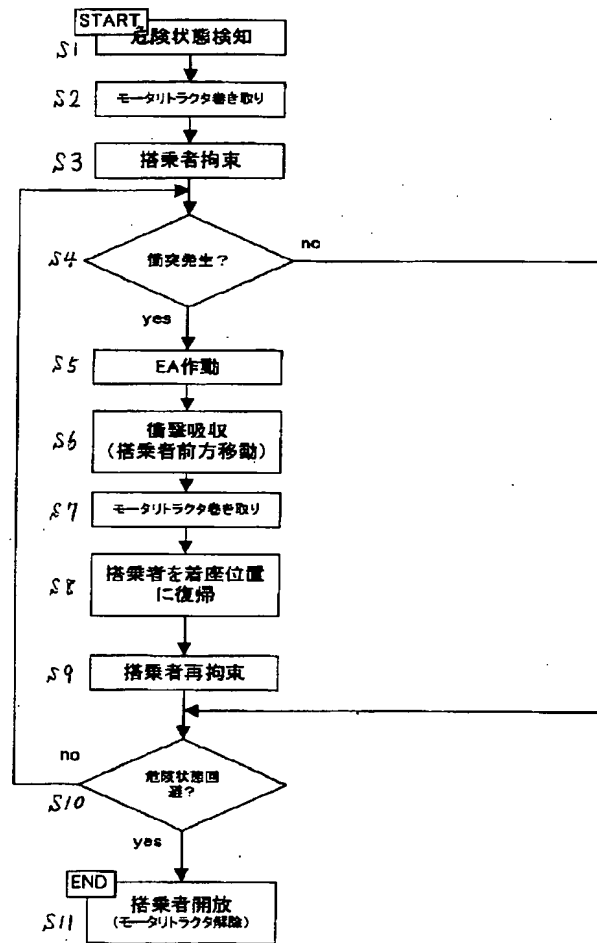 START
S1
危険状態検知
S2
モータリトラクタ巻き取り
S3
搭乗者拘束
S4
衝突発生?
no
yes
S5
EA作動
S6
衝撃吸収
(搭乗者前方移動)
S7
モータリトラクタ巻き取り
S8
搭乗者を着座位置
に復帰
S9
搭乗者再拘束
no
S10
危険状態回
避?
yes
END
S11
搭乗者開放
(モータリトラクタ解除)